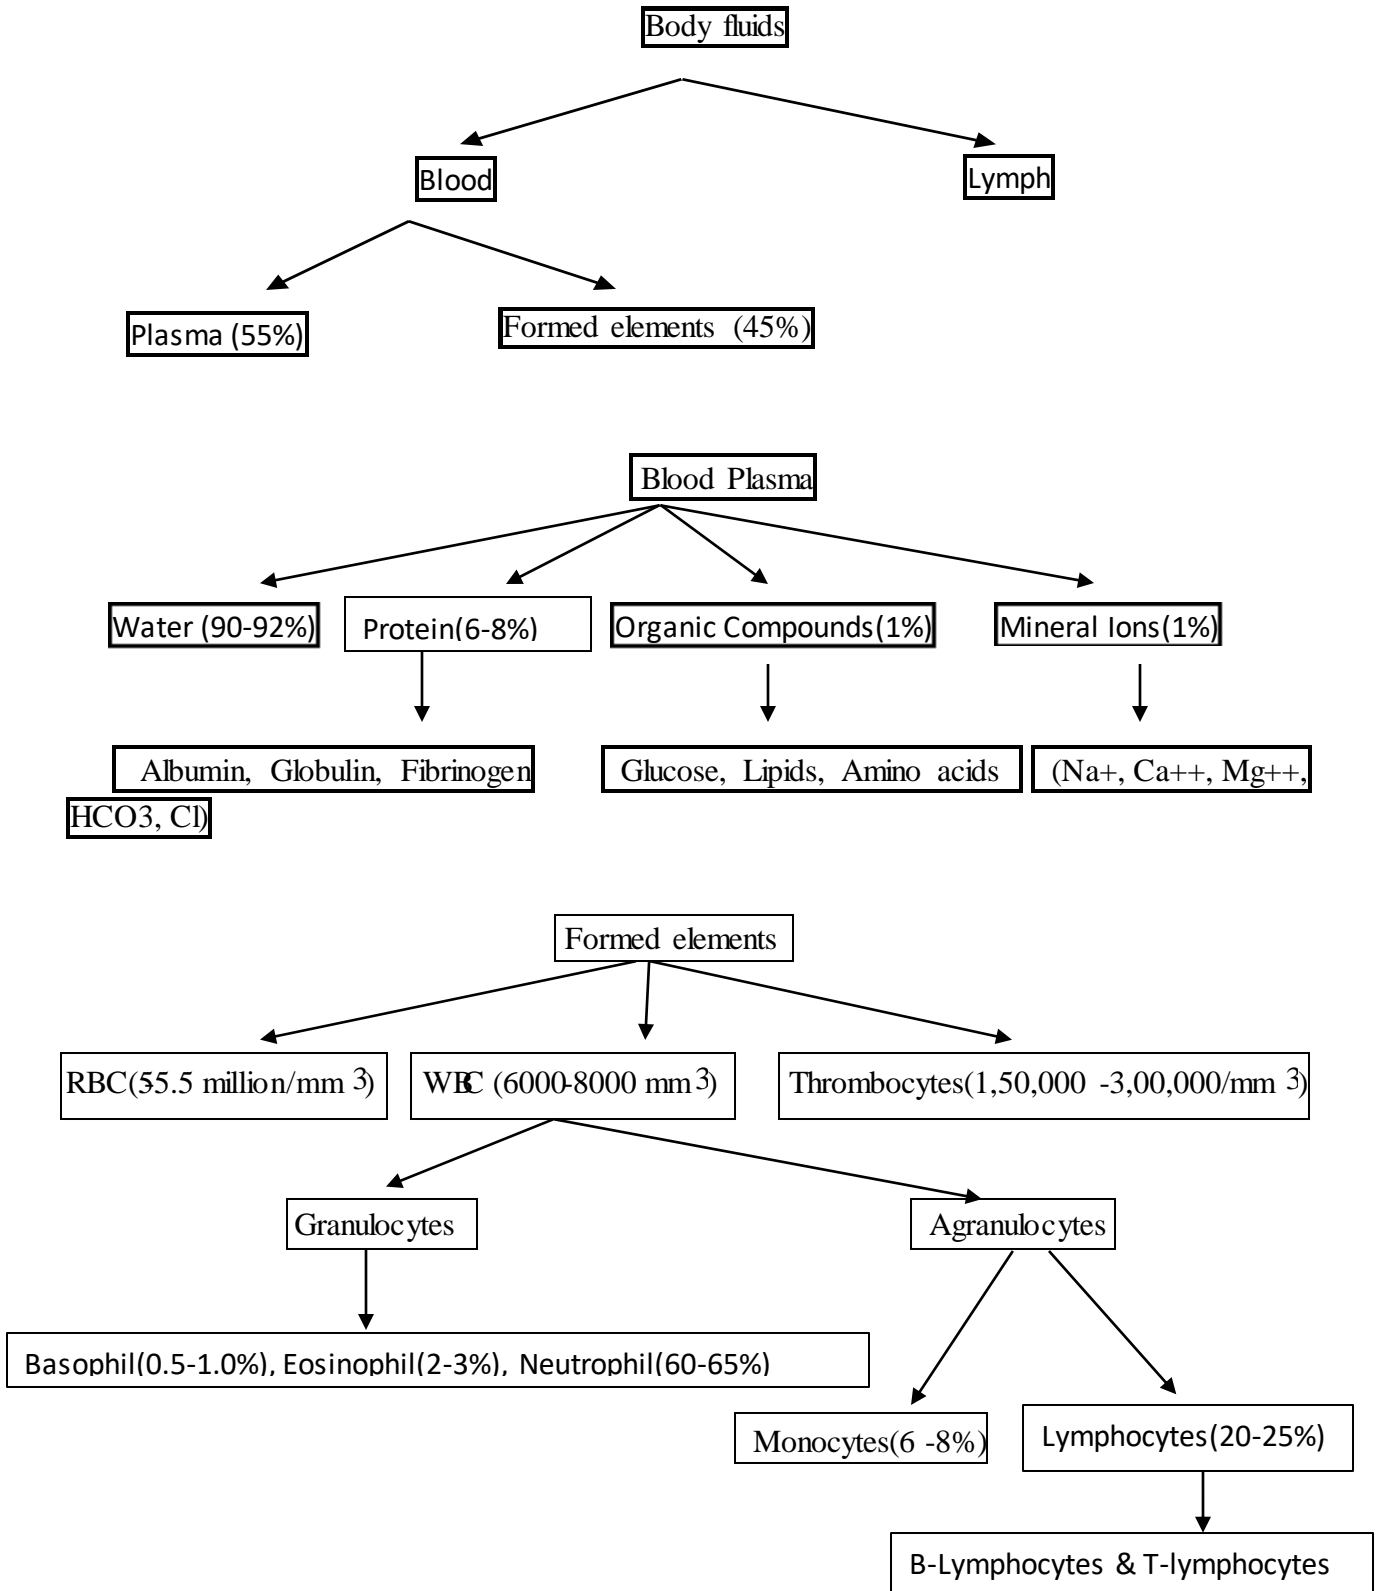 Body fluids
Blood
Lymph
Plasma (55%)
Formed elements (45%)
Blood Plasma
Water (90-92%)
Protein(6-8%)
Organic Compounds(1%)
Mineral Ions(1%)
Albumin, Globulin, Fibrinogen
Glucose, Lipids, Amino acids
(Na+, Ca++, Mg++,
HCO3, Cl)
Formed elements
RBC(5-5.5 million/mm 3)
WBC (6000-8000 mm 3)
Thrombocytes(1,50,000 -3,00,000/mm 3)
Granulocytes
Agranulocytes
Basophil(0.5-1.0%), Eosinophil(2-3%), Neutrophil(60-65%)
Monocytes(6 -8%)
Lymphocytes(20-25%)
B-Lymphocytes & T-lymphocytes